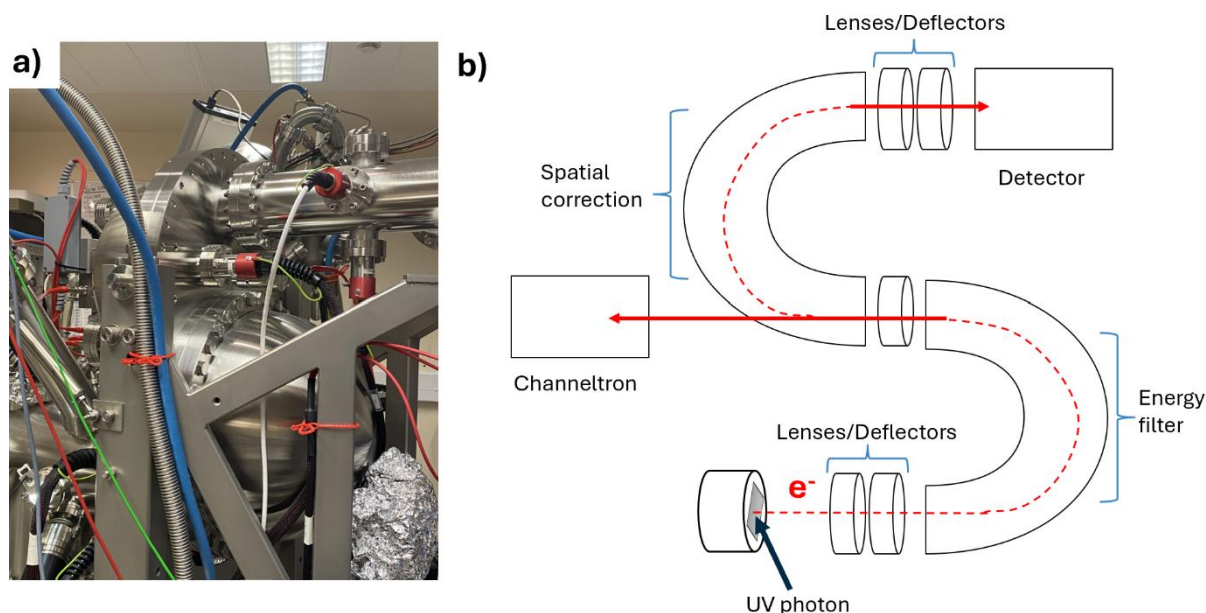 a)
b)
Lenses/Deflectors
Spatial
correction
Detector
Channeltron
Energy
filter
Lenses/Deflectors
e-
UV photon